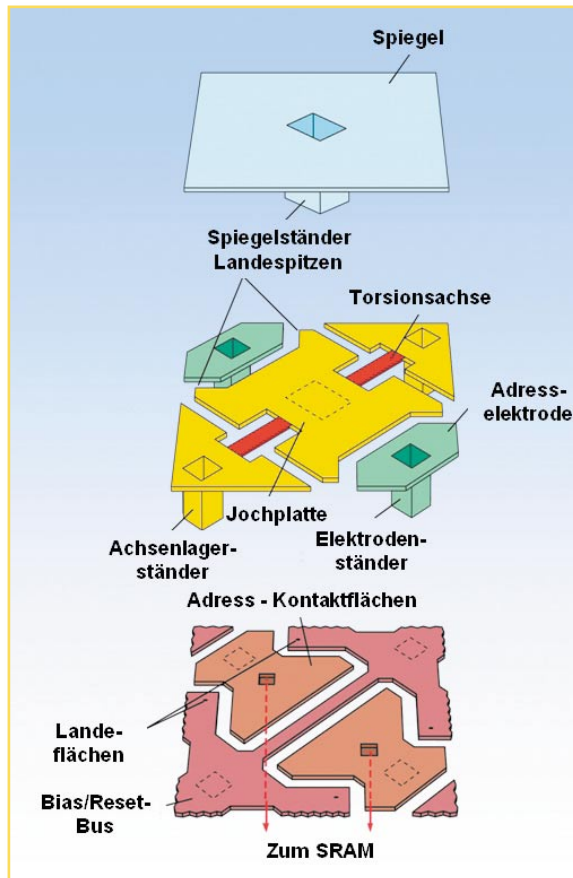 Spiegel
Spiegelständer
Landespitzen
Torsionsachse
Adress-
elektrode
Jochplatte
Achsenlager-
ständer
Elektroden-
ständer
Adress - Kontaktflächen
Lande-
flächen
Bias/Reset-
Bus
Zum SRAM